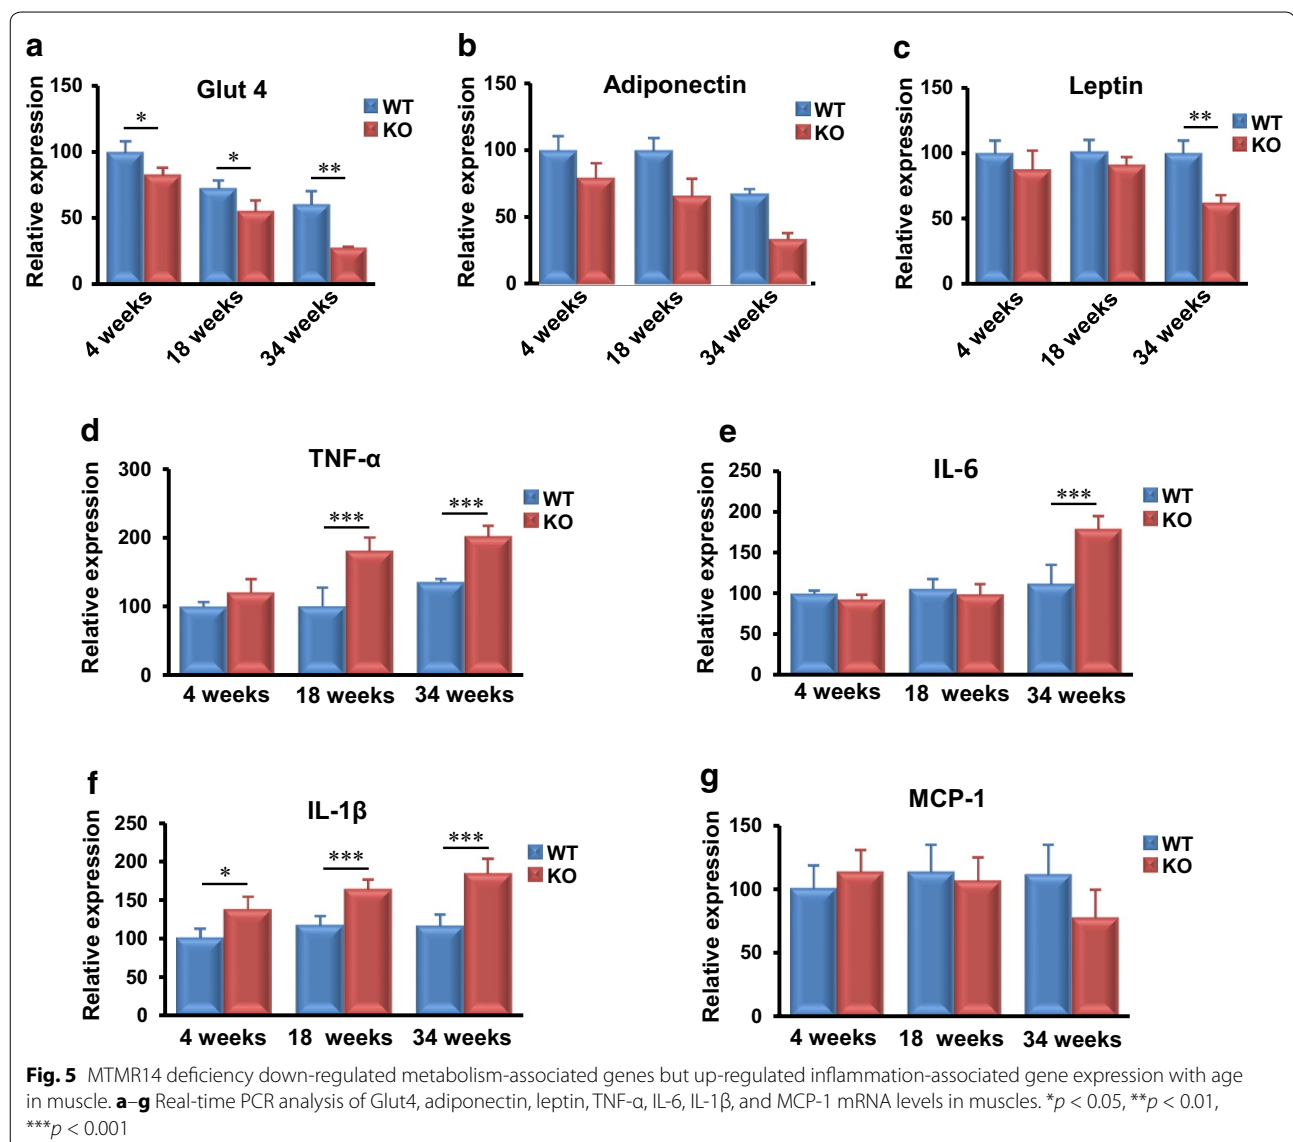 a
Glut 4
Relative expression
150
100
50
0
*
*
**
WT
KO
4 weeks
18 weeks
34 weeks
b
Adiponectin
Relative expression
150
100
50
0
WT
KO
4 weeks
18 weeks
34 weeks
c
Leptin
Relative expression
150
100
50
0
**
WT
KO
4 weeks
18 weeks
34 weeks
d
TNF-α
Relative expression
300
200
100
0
***
***
WT
KO
4 weeks
18 weeks
34 weeks
e
IL-6
Relative expression
250
200
150
100
50
0
***
WT
KO
4 weeks
18 weeks
34 weeks
f
IL-1β
Relative expression
250
200
150
100
50
0
*
***
***
WT
KO
4 weeks
18 weeks
34 weeks
g
MCP-1
Relative expression
150
100
50
0
WT
KO
4 weeks
18 weeks
34 weeks
Fig. 5 MTMR14 deficiency down-regulated metabolism-associated genes but up-regulated inflammation-associated gene expression with age
in muscle. a–g Real-time PCR analysis of Glut4, adiponectin, leptin, TNF-α, IL-6, IL-1β, and MCP-1 mRNA levels in muscles. *p < 0.05, **p < 0.01,
***p < 0.001